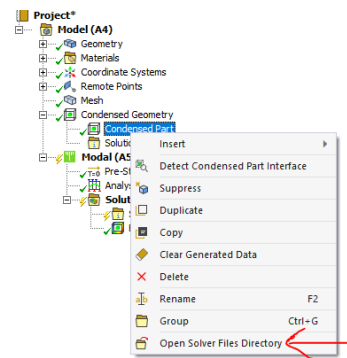 Project*
Model (A4)
Geometry
Materials
Coordinate Systems
Remote Points
Mesh
Condensed Geometry
Condensed Part
Solutio
Insert
Modal (A5
Detect Condensed Part Interface
T=0 Pre-St
Suppress
Analys
Duplicate
Solut
Copy
Clear Generated Data
Delete
Rename F2
Group Ctrl+G
Open Solver Files Directory